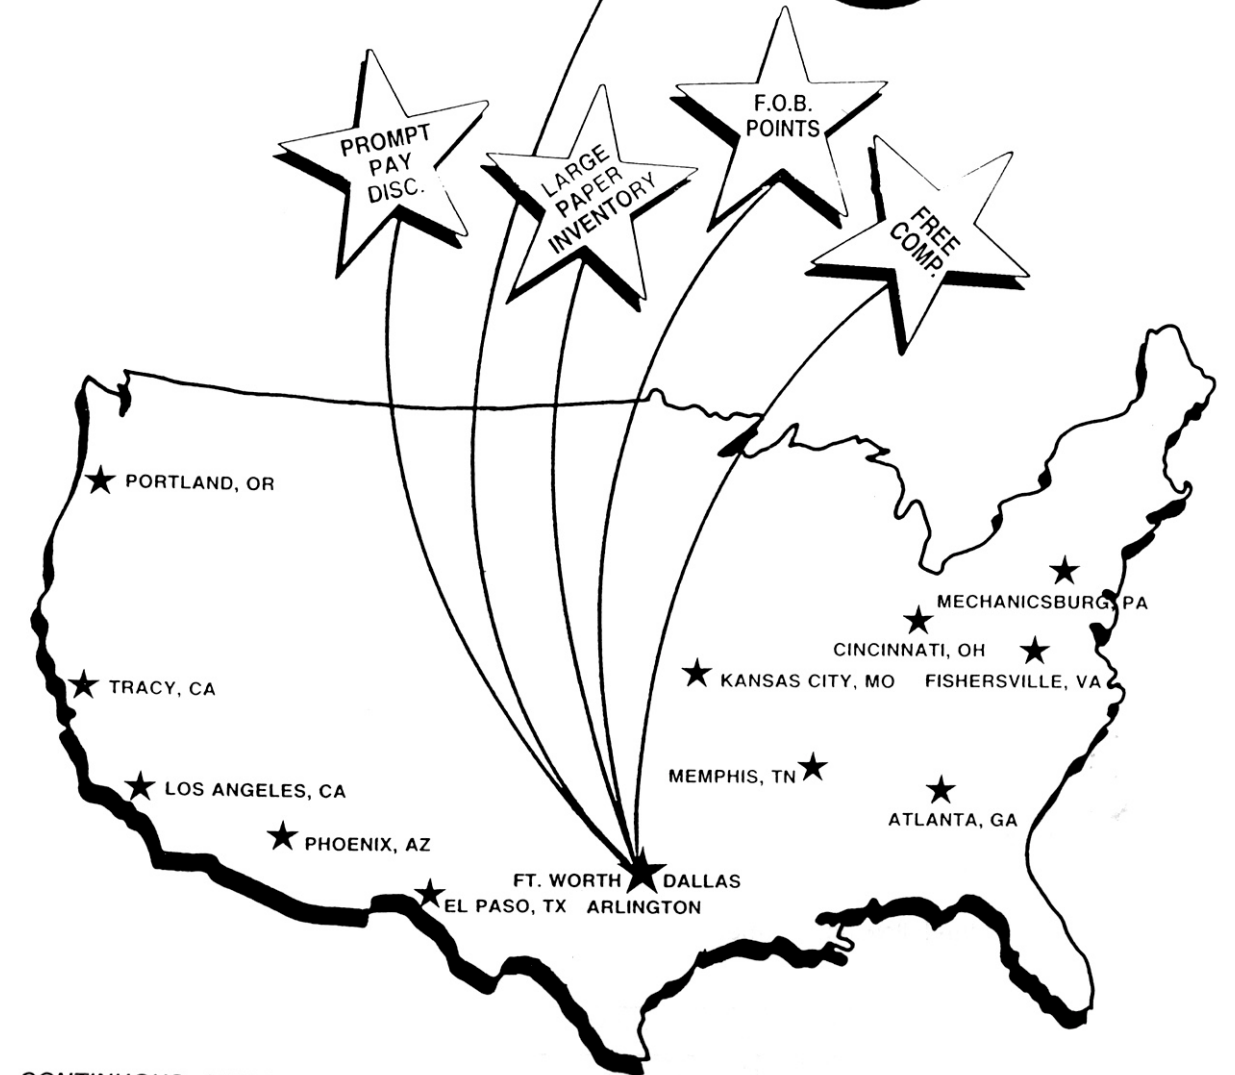 PROMPT
PAY
DISC.
LARGE
PAPER
INVENTORY
F.O.B.
POINTS
FREE
COMP.
PORTLAND, OR
MECHANICSBURG, PA
CINCINNATI, OH
TRACY, CA
KANSAS CITY, MO
FISHERSVILLE, VA
MEMPHIS, TN
LOS ANGELES, CA
ATLANTA, GA
PHOENIX, AZ
FT. WORTH
DALLAS
EL PASO, TX
ARLINGTON